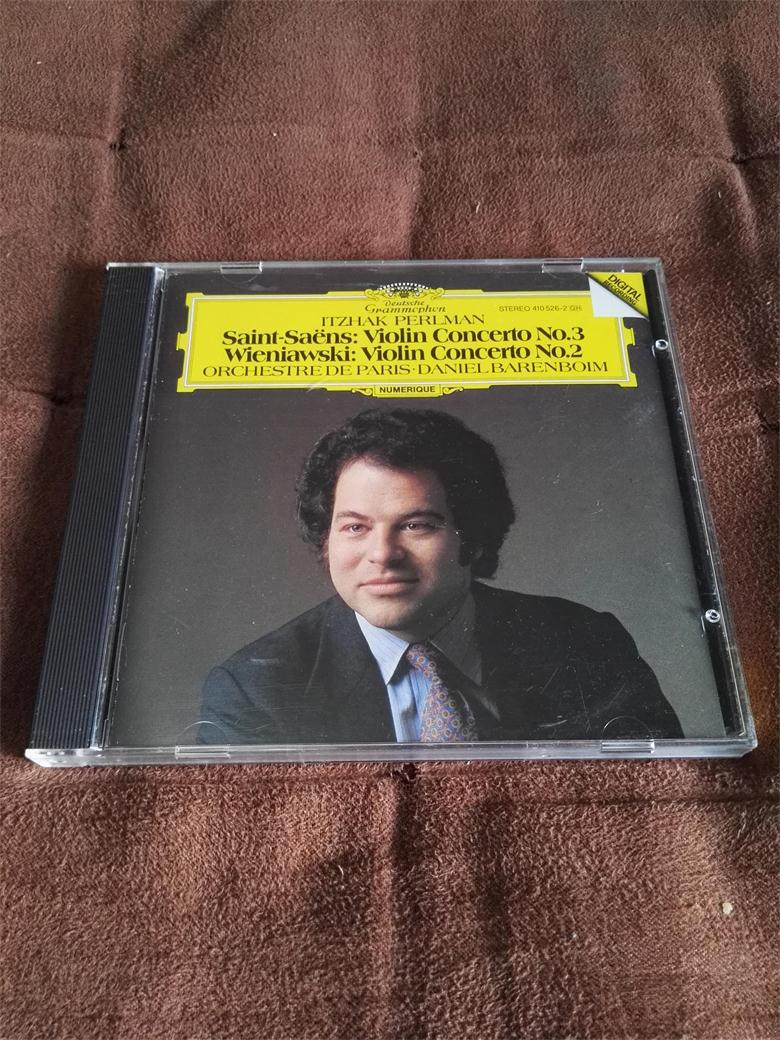 Deutsche
Grammophon
STEREO 410 526-2 GH
DIGITAL
RECORDING
ITZHAK PERLMAN
Saint-Saëns: Violin Concerto No.3
Wieniawski: Violin Concerto No.2
ORCHESTRE DE PARIS·DANIEL BARENBOIM
NUMERIQUE